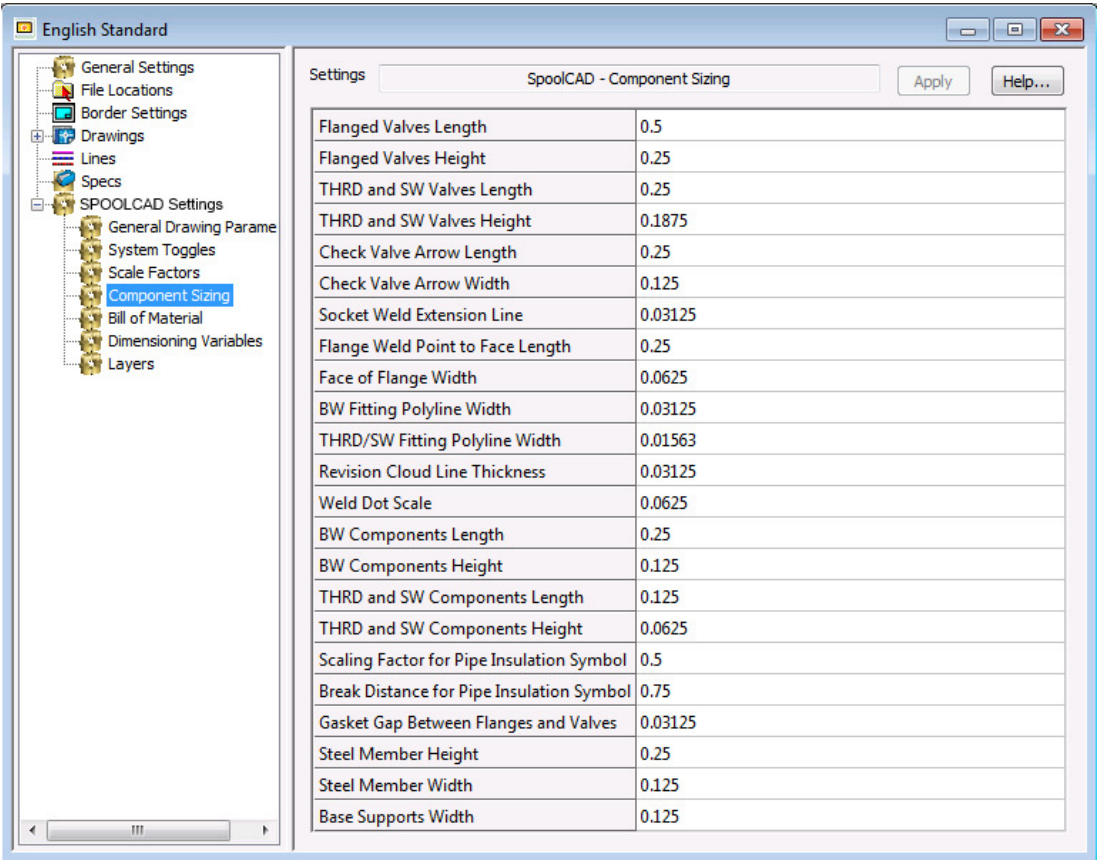 English Standard
General Settings
File Locations
Border Settings
Drawings
Lines
Specs
SPOOLCAD Settings
General Drawing Parame
System Toggles
Scale Factors
Component Sizing
Bill of Material
Dimensioning Variables
Layers
Settings SpoolCAD - Component Sizing Apply Help...
Flanged Valves Length 0.5
Flanged Valves Height 0.25
THRD and SW Valves Length 0.25
THRD and SW Valves Height 0.1875
Check Valve Arrow Length 0.25
Check Valve Arrow Width 0.125
Socket Weld Extension Line 0.03125
Flange Weld Point to Face Length 0.25
Face of Flange Width 0.0625
BW Fitting Polyline Width 0.03125
THRD/SW Fitting Polyline Width 0.01563
Revision Cloud Line Thickness 0.03125
Weld Dot Scale 0.0625
BW Components Length 0.25
BW Components Height 0.125
THRD and SW Components Length 0.125
THRD and SW Components Height 0.0625
Scaling Factor for Pipe Insulation Symbol 0.5
Break Distance for Pipe Insulation Symbol 0.75
Gasket Gap Between Flanges and Valves 0.03125
Steel Member Height 0.25
Steel Member Width 0.125
Base Supports Width 0.125